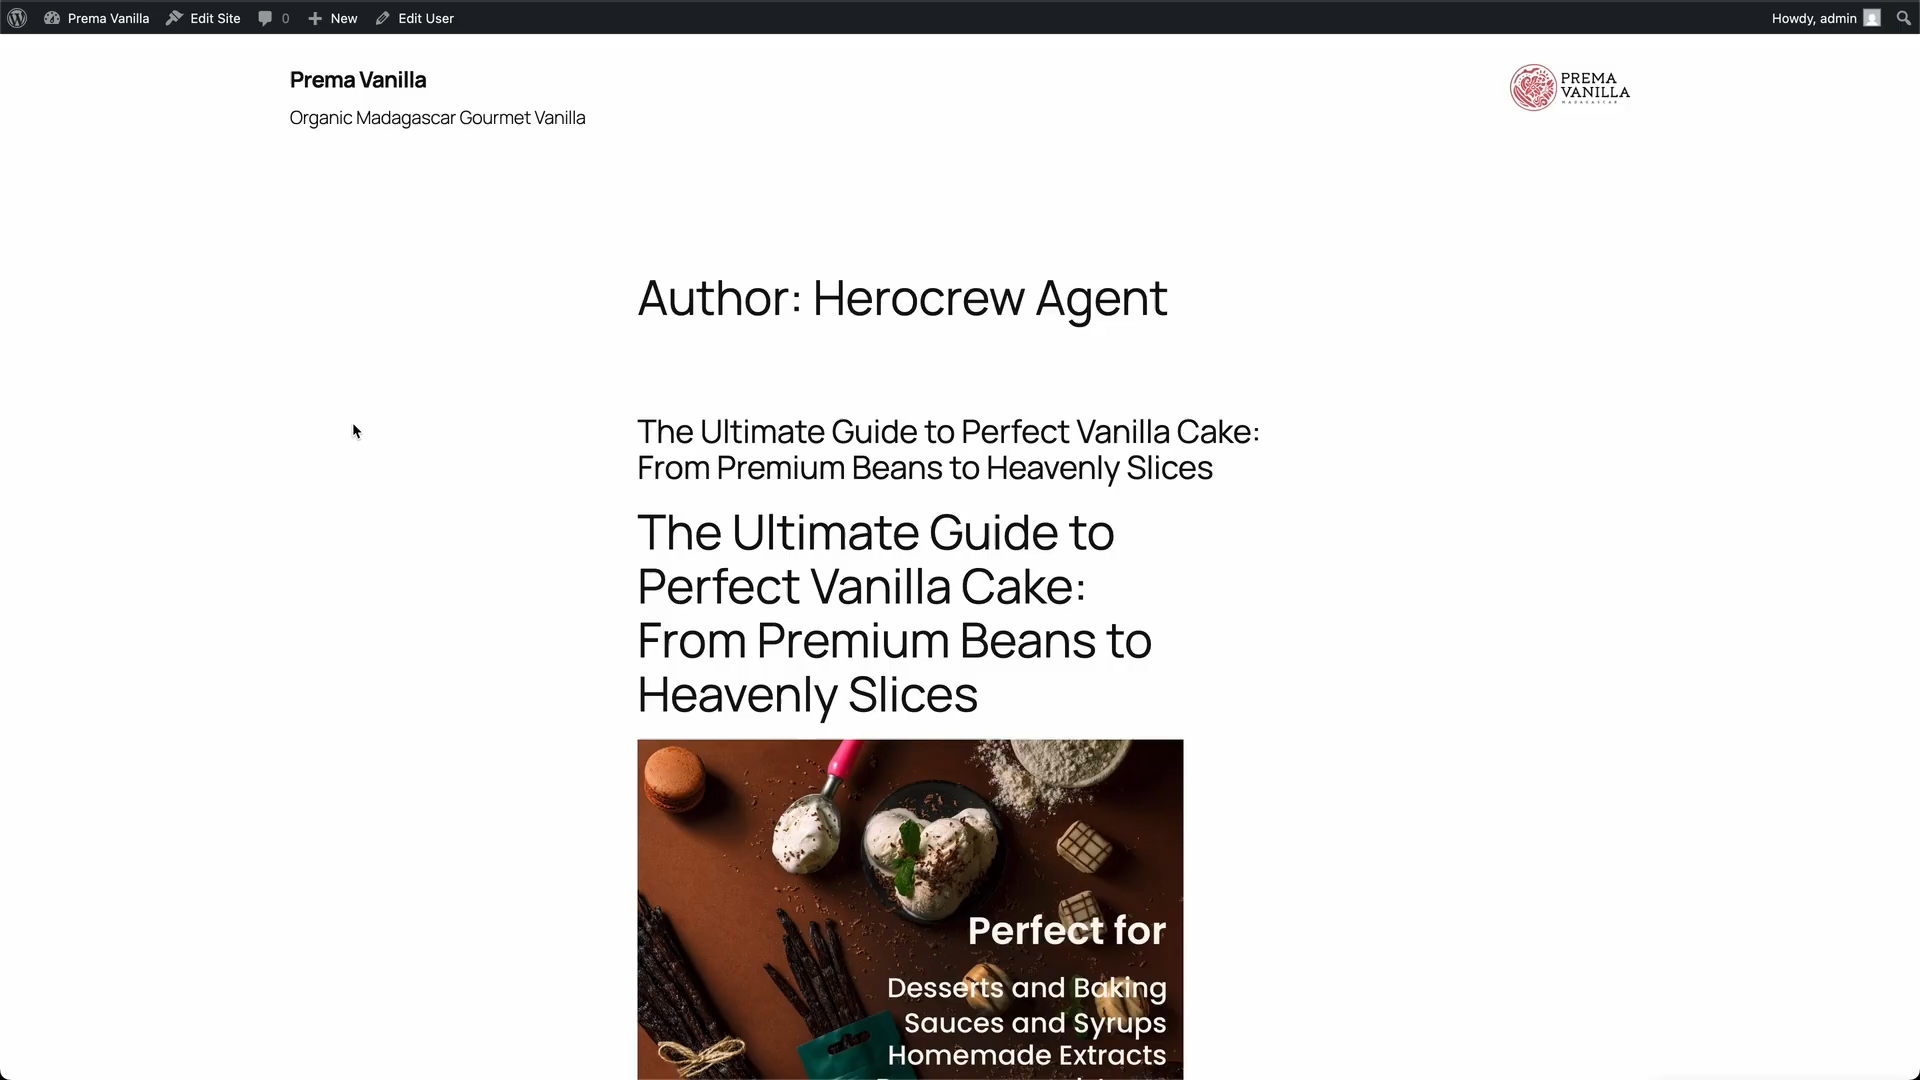 Prema Vanilla
Edit Site
0
New
Edit User
Howdy, admin
Prema Vanilla
Organic Madagascar Gourmet Vanilla
PREMA
VANILLA
MADAGASCAR
Author: Herocrew Agent
The Ultimate Guide to Perfect Vanilla Cake:
From Premium Beans to Heavenly Slices
The Ultimate Guide to
Perfect Vanilla Cake:
From Premium Beans to
Heavenly Slices
Perfect for
Desserts and Baking
Sauces and Syrups
Homemade Extracts